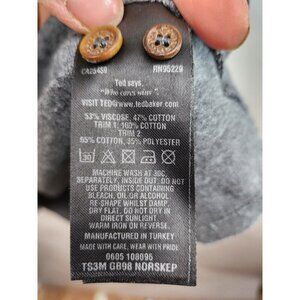 CA25459
RN95229
Ted says,
"Who cares wins"
VISIT TED@TEDBAKER.COM
53% VISCOSE, 47% COTTON
TRIM 1, 100% COTTON
TRIM 2
65% COTTON, 35% POLYESTER
MACHINE WASH AT 30C.
SEPARATELY, INSIDE OUT. DO NOT
USE PRODUCTS CONTAINING
BLEACH, OIL, OR ALCOHOL
RE-SHAPE WHILST DAMP
DRY FLAT, DO NOT DRY IN
DIRECT SUNLIGHT.
WARM IRON ON REVERSE.
MANUFACTURED IN TURKEY
MADE WITH CARE, WEAR WITH PRIDE
0605 108096
TS3M GB98 NORSKEP